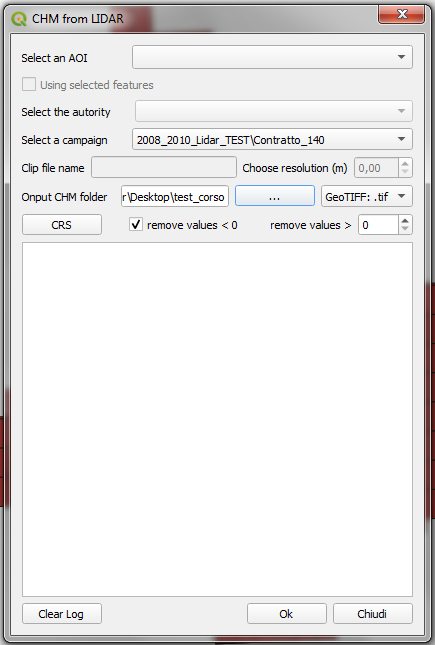 CHM from LIDAR
Select an AOI
Using selected features
Select the autority
Select a campaign 2008_2010_Lidar_TEST\Contratto_140
Clip file name Choose resolution (m) 0,00
Onput CHM folder r\Desktop\test_corso ... GeoTIFF: .tif
CRS remove values < 0 remove values > 0
Clear Log Ok Chiudi